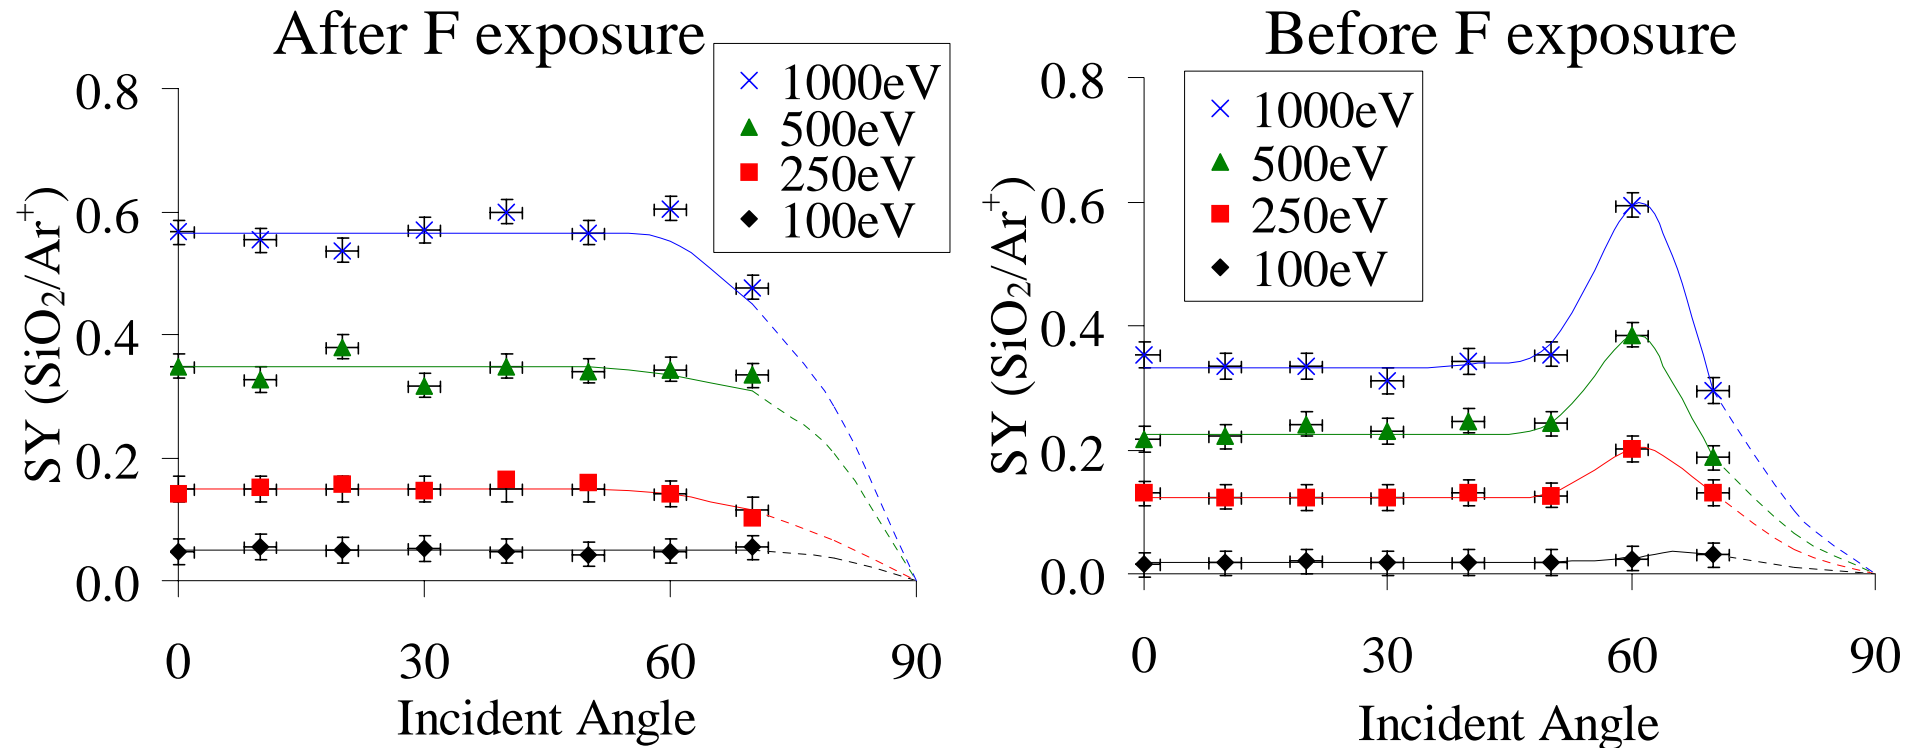 After F exposure
1000eV
500eV
250eV
100eV
0.8
0.6
0.4
0.2
0.0
SY (SiO2/Ar+)
0 30 60 90
Incident Angle
Before F exposure
1000eV
500eV
250eV
100eV
0.8
0.6
0.4
0.2
0.0
SY (SiO2/Ar+)
0 30 60 90
Incident Angle